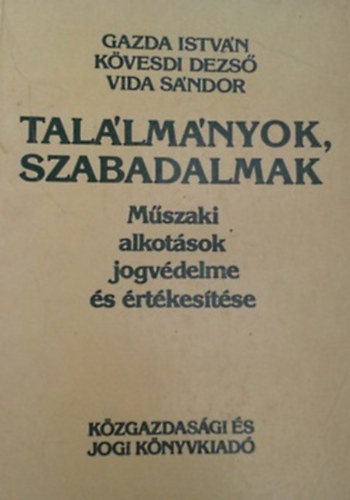 GAZDA ISTVÁN
KÖVESDI DEZSŐ
VIDA SÁNDOR
TALÁLMÁNYOK,
SZABADALMAK
Műszaki
alkotások
jogvédelme
és értékesítése
KÖZGAZDASÁGI ÉS
JOGI KÖNYVKIADÓ